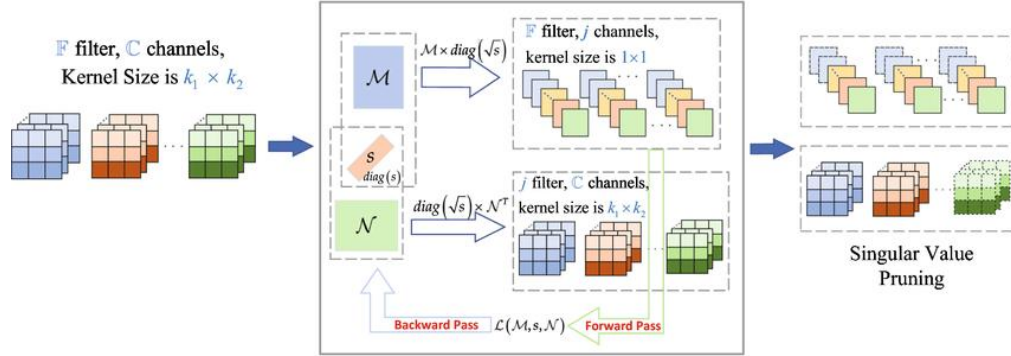 𝔽 filter, ℂ channels,
Kernel Size is k₁ × k₂
...
ℳ
s
diag(s)
𝒩
ℳ × diag(√s)
diag(√s) × 𝒩ᵀ
𝔽 filter, j channels,
kernel size is 1×1
...
j filter, ℂ channels,
kernel size is k₁ × k₂
...
Backward Pass
ℒ(ℳ, s, 𝒩)
Forward Pass
...
...
Singular Value
Pruning